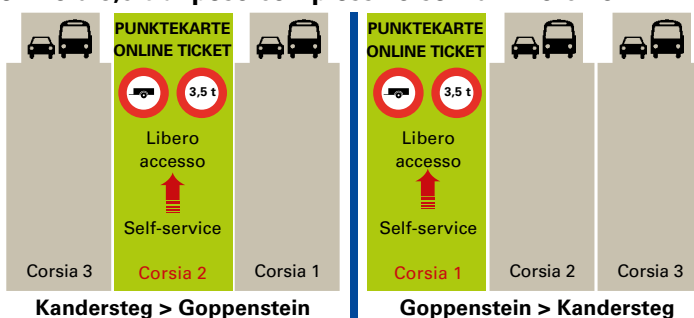 PUNKTEKARTE
ONLINE TICKET
3,5 t
Libero
accesso
Self-service
Corsia 3
Corsia 2
Corsia 1
Kandersteg > Goppenstein
PUNKTEKARTE
ONLINE TICKET
3,5 t
Libero
accesso
Self-service
Corsia 1
Corsia 2
Corsia 3
Goppenstein > Kandersteg